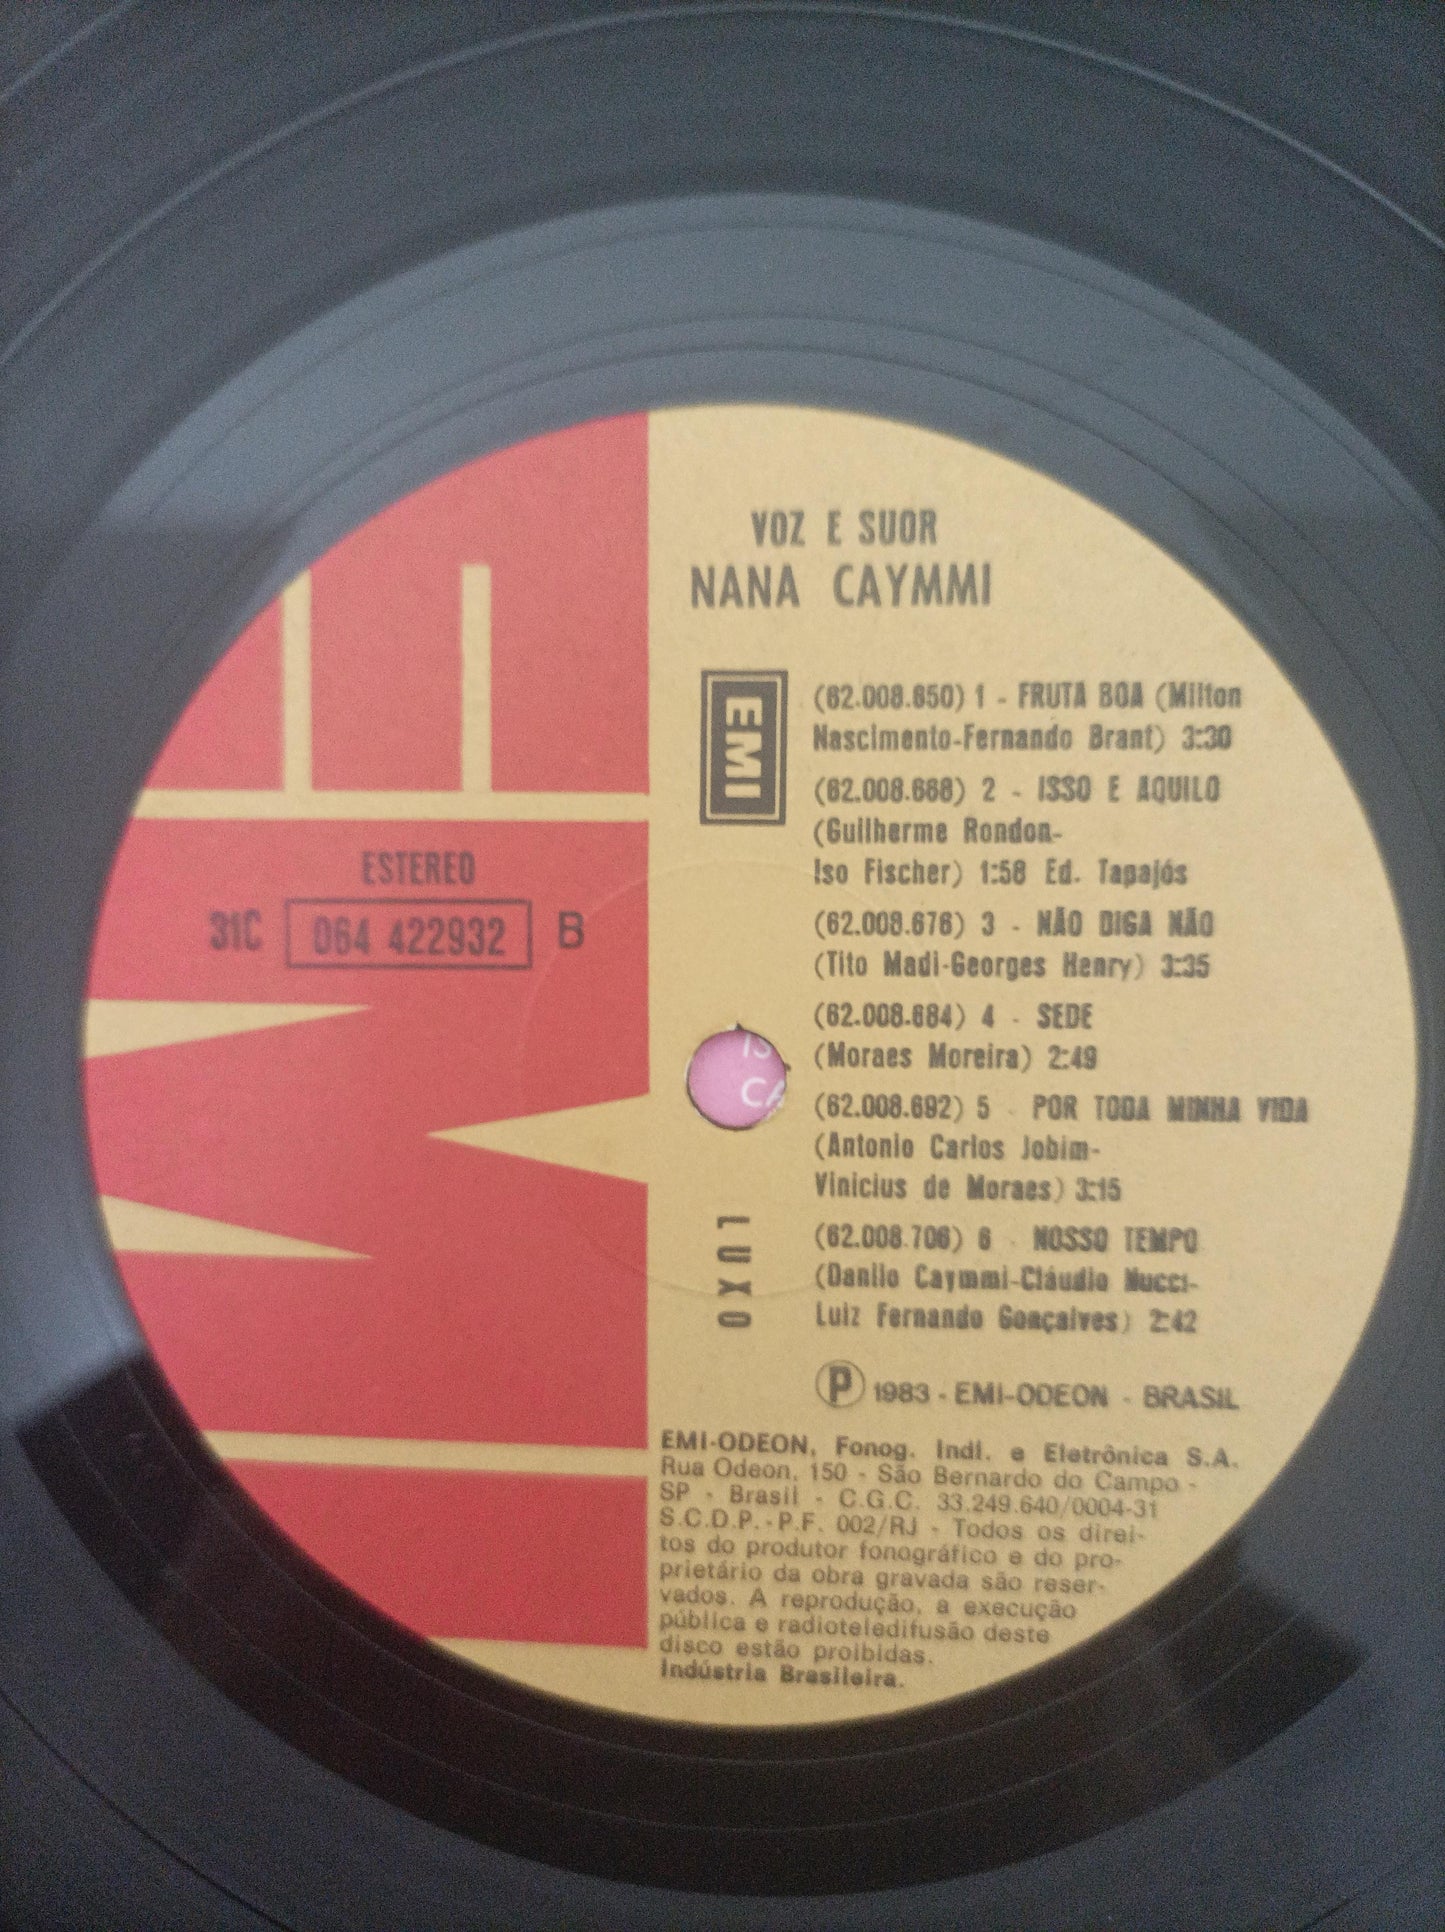 VOZ E SUOR
NANA CAYMMI
EMI
(62.008.650) 1 - FRUTA BOA (Milton
Nascimento-Fernando Brant) 3:30
(62.008.668) 2 - ISSO E AQUILO
(Guilherme Rondon-
Iso Fischer) 1:58 Ed. Tapajós
(62.008.676) 3 - NÃO DIGA NÃO
(Tito Madi-Georges Henry) 3:35
(62.008.684) 4 - SEDE
(Moraes Moreira) 2:49
(62.008.692) 5 - POR TODA MINHA VIDA
(Antonio Carlos Jobim-
Vinicius de Moraes) 3:15
(62.008.706) 6 - NOSSO TEMPO
(Danilo Caymmi-Cláudio Nucci-
Luiz Fernando Gonçalves) 2:42
ESTEREO
31C 064 422932 B
LUXO
Ⓟ 1983 - EMI-ODEON - BRASIL
EMI-ODEON, Fonog. Indl. e Eletrônica S.A.
Rua Odeon, 150 - São Bernardo do Campo -
SP - Brasil - C.G.C. 33.249.640/0004-31
S.C.D.P.-P.F. 002/RJ - Todos os direi-
tos do produtor fonográfico e do pro-
prietário da obra gravada são reser-
vados. A reprodução, a execução
pública e radioteledifusão deste
disco estão proibidas.
Indústria Brasileira.
IS
CA